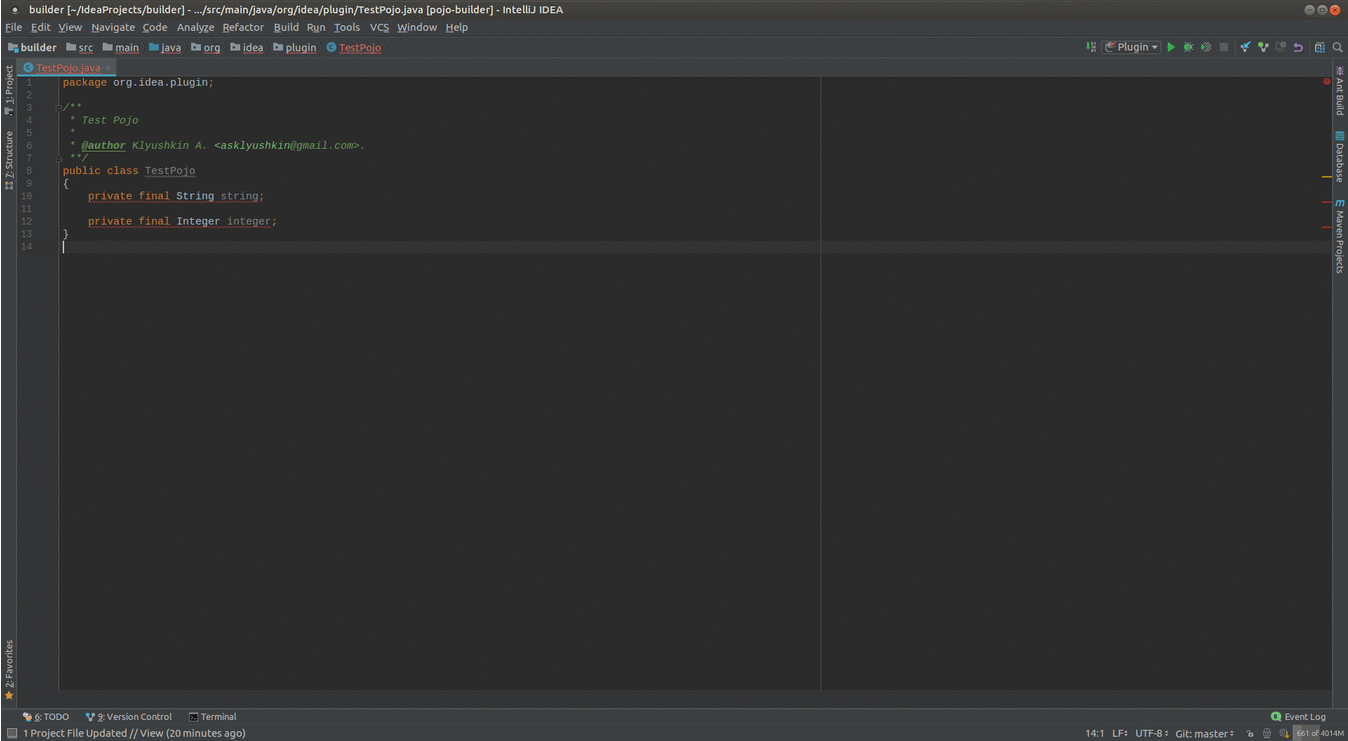 builder [~/IdeaProjects/builder] - .../src/main/java/org/idea/plugin/TestPojo.java [pojo-builder] - IntelliJ IDEA
File Edit View Navigate Code Analyze Refactor Build Run Tools VCS Window Help
builder src main java org idea plugin TestPojo Plugin
TestPojo.java
1 package org.idea.plugin;
2
3 /**
4 * Test Pojo
5 *
6 * @author Klyushkin A. <asklyushkin@gmail.com>.
7 **/
8 public class TestPojo
9 {
10 private final String string;
11
12 private final Integer integer;
13 }
14
1: Project
7: Structure
2: Favorites
Ant Build
Database
Maven Projects
6: TODO 9: Version Control Terminal Event Log
1 Project File Updated // View (20 minutes ago) 14:1 LF UTF-8 Git: master 661 of 4014M